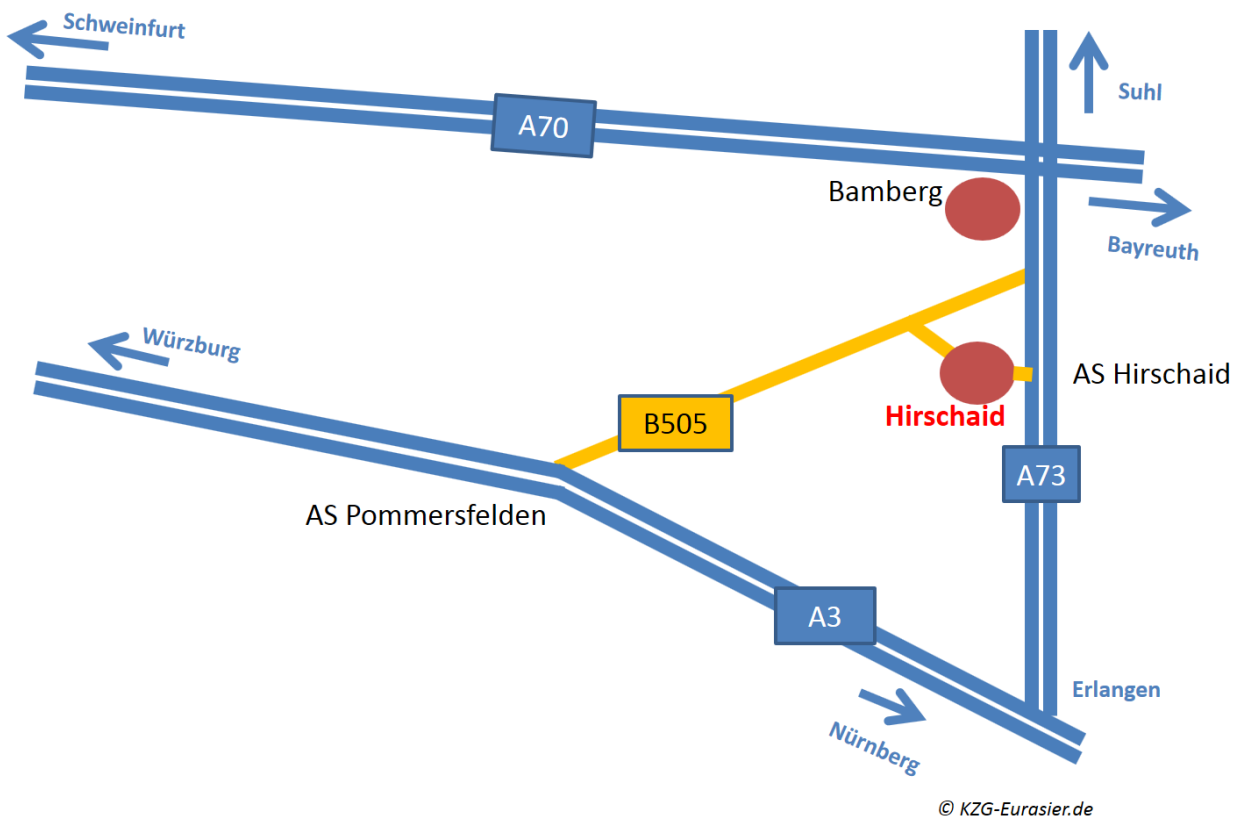 Schweinfurt
Suhl
A70
Bamberg
Bayreuth
Würzburg
AS Hirschaid
B505
Hirschaid
A73
AS Pommersfelden
A3
Erlangen
Nürnberg
© KZG-Eurasier.de